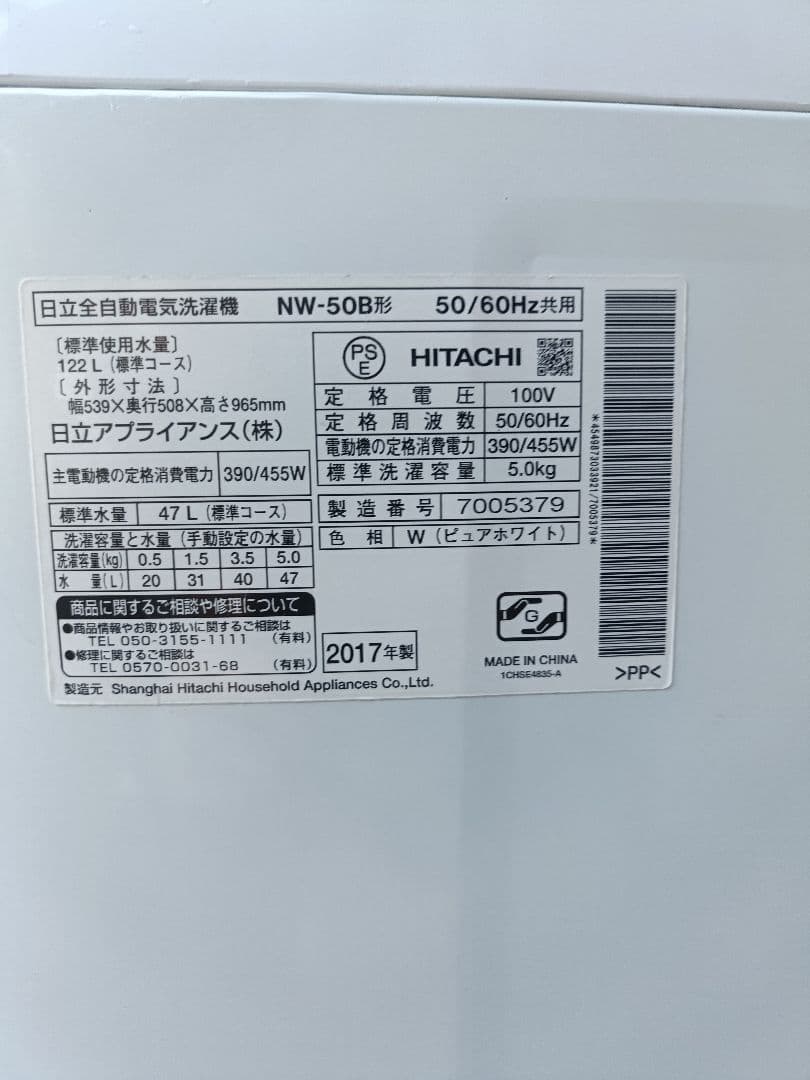 日立全自動電気洗濯機 NW-50B形 50/60Hz共用
〔標準使用水量〕
122 L (標準コース)
〔外形寸法〕
幅539×奥行508×高さ965mm
日立アプライアンス(株)
主電動機の定格消費電力 390/455W
標準水量 47 L (標準コース)
洗濯容量と水量 (手動設定の水量)
洗濯容量(kg) 0.5 1.5 3.5 5.0
水 量(L) 20 31 40 47
商品に関するご相談や修理について
●商品情報やお取り扱いに関するご相談は
TEL 050-3155-1111 (有料)
●修理に関するご相談は
TEL 0570-0031-68 (有料)
製造元 Shanghai Hitachi Household Appliances Co.,Ltd.
PS E HITACHI
定格電圧 100V
定格周波数 50/60Hz
電動機の定格消費電力 390/455W
標準洗濯容量 5.0kg
製造番号 7005379
色相 W (ピュアホワイト)
2017年製
G
MADE IN CHINA
1CHSE4835-A
>PP<
*4549873033921/7005379*